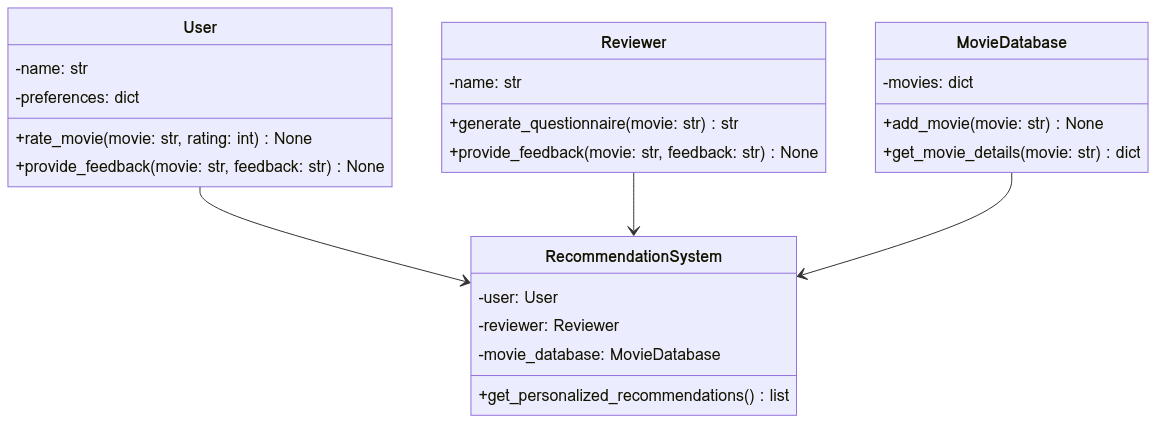 User
-name: str
-preferences: dict
+rate_movie(movie: str, rating: int) : None
+provide_feedback(movie: str, feedback: str) : None
Reviewer
-name: str
+generate_questionnaire(movie: str) : str
+provide_feedback(movie: str, feedback: str) : None
MovieDatabase
-movies: dict
+add_movie(movie: str) : None
+get_movie_details(movie: str) : dict
RecommendationSystem
-user: User
-reviewer: Reviewer
-movie_database: MovieDatabase
+get_personalized_recommendations() : list